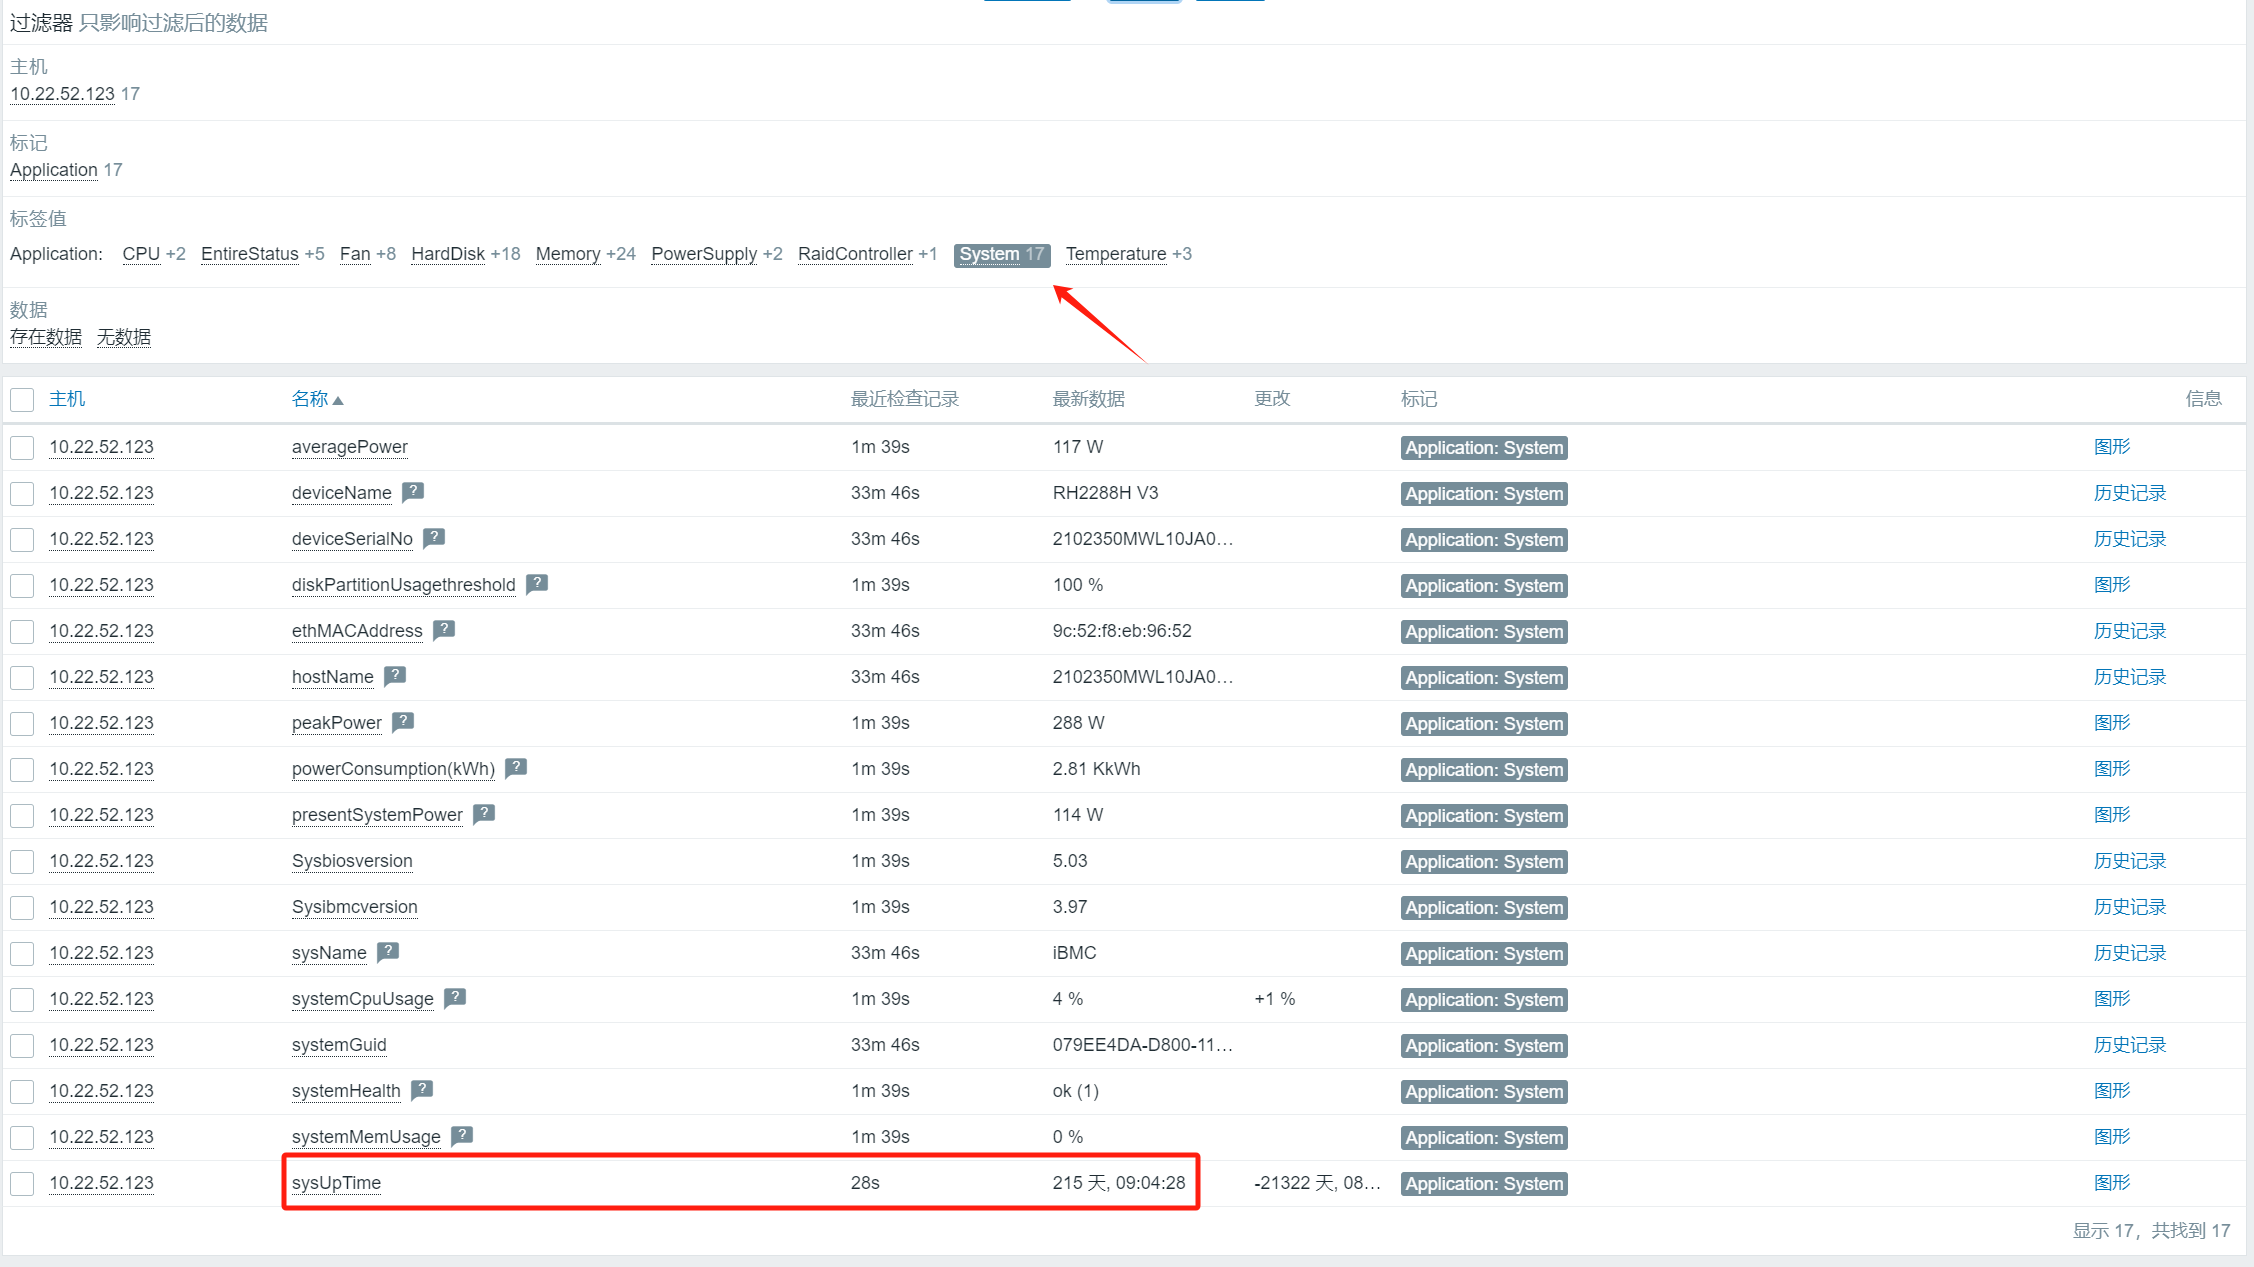 过滤器 只影响过滤后的数据
主机
10.22.52.123 17
标记
Application 17
标签值
Application: CPU +2 EntireStatus +5 Fan +8 HardDisk +18 Memory +24 PowerSupply +2 RaidController +1 System 17 Temperature +3
数据
存在数据 无数据
主机 名称 最近检查记录 最新数据 更改 标记 信息
10.22.52.123 averagePower 1m 39s 117 W Application: System 图形
10.22.52.123 deviceName ? 33m 46s RH2288H V3 Application: System 历史记录
10.22.52.123 deviceSerialNo ? 33m 46s 2102350MWL10JA0… Application: System 历史记录
10.22.52.123 diskPartitionUsagethreshold ? 1m 39s 100 % Application: System 图形
10.22.52.123 ethMACAddress ? 33m 46s 9c:52:f8:eb:96:52 Application: System 历史记录
10.22.52.123 hostName ? 33m 46s 2102350MWL10JA0… Application: System 历史记录
10.22.52.123 peakPower ? 1m 39s 288 W Application: System 图形
10.22.52.123 powerConsumption(kWh) ? 1m 39s 2.81 KkWh Application: System 图形
10.22.52.123 presentSystemPower ? 1m 39s 114 W Application: System 图形
10.22.52.123 Sysbiosversion 1m 39s 5.03 Application: System 历史记录
10.22.52.123 Sysibmcversion 1m 39s 3.97 Application: System 历史记录
10.22.52.123 sysName ? 33m 46s iBMC Application: System 历史记录
10.22.52.123 systemCpuUsage ? 1m 39s 4 % +1 % Application: System 图形
10.22.52.123 systemGuid 33m 46s 079EE4DA-D800-11… Application: System 历史记录
10.22.52.123 systemHealth ? 1m 39s ok (1) Application: System 图形
10.22.52.123 systemMemUsage ? 1m 39s 0 % Application: System 图形
10.22.52.123 sysUpTime 28s 215 天, 09:04:28 -21322 天, 08… Application: System 图形
显示 17，共找到 17